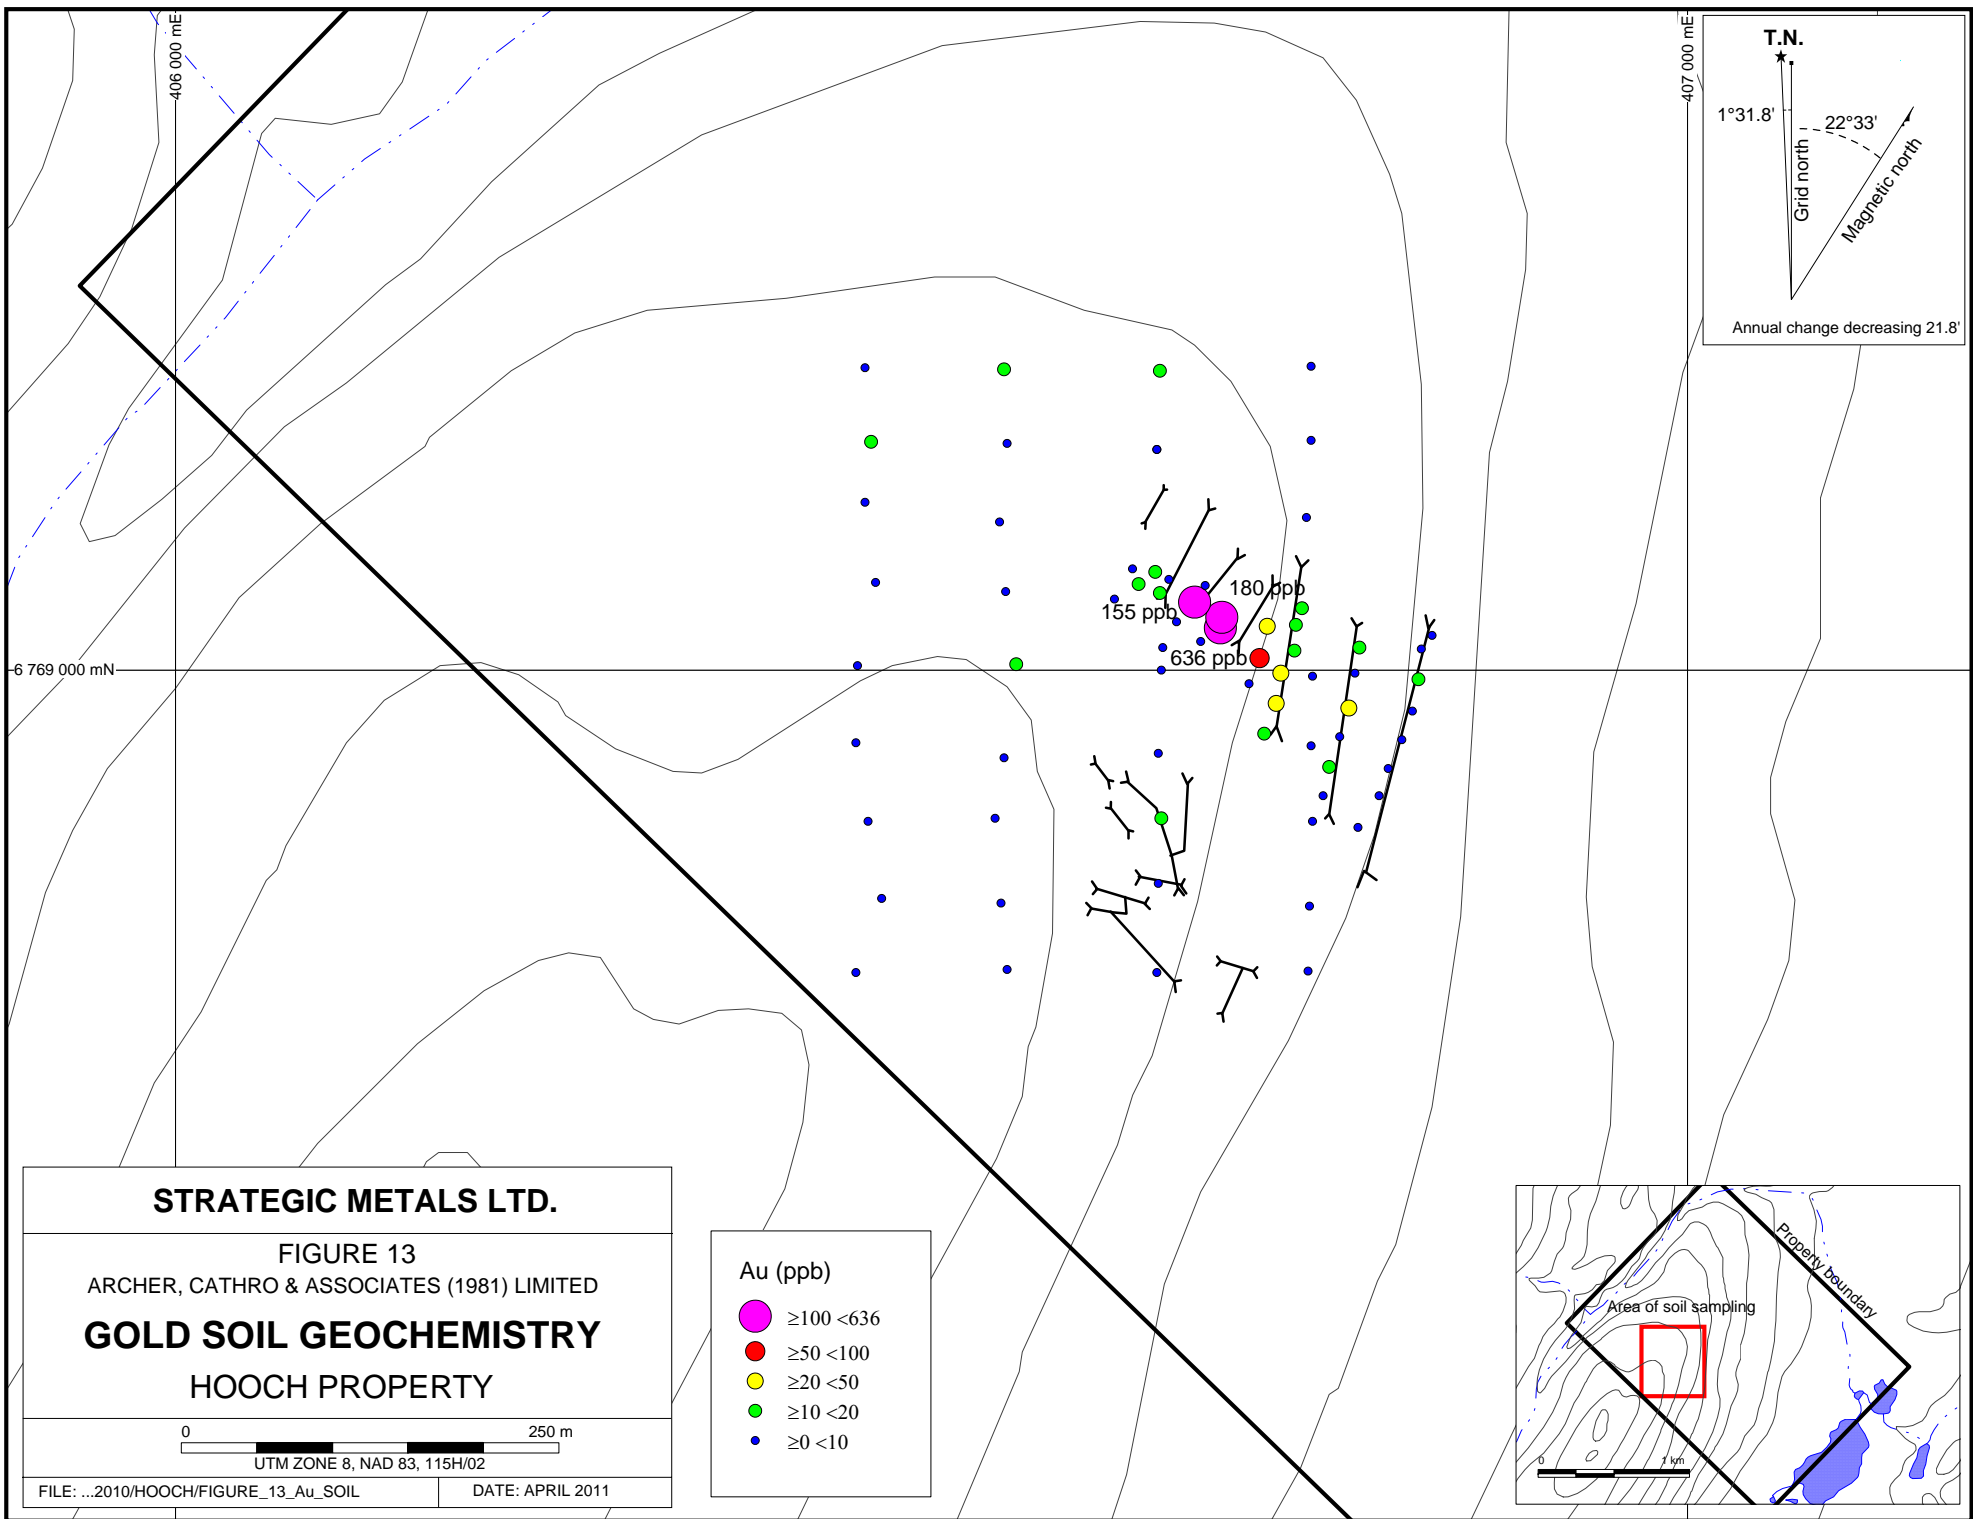 406 000 mE
407 000 mE
T.N.
1°31.8'
22°33'
Grid north
Magnetic north
Annual change decreasing 21.8'
180 ppb
155 ppb
636 ppb
6 769 000 mN
STRATEGIC METALS LTD.
FIGURE 13
ARCHER, CATHRO & ASSOCIATES (1981) LIMITED
GOLD SOIL GEOCHEMISTRY
HOOCH PROPERTY
0 250 m
UTM ZONE 8, NAD 83, 115H/02
FILE: ...2010/HOOCH/FIGURE_13_Au_SOIL
DATE: APRIL 2011
Au (ppb)
≥100 <636
≥50 <100
≥20 <50
≥10 <20
≥0 <10
Property boundary
Area of soil sampling
0 1 km